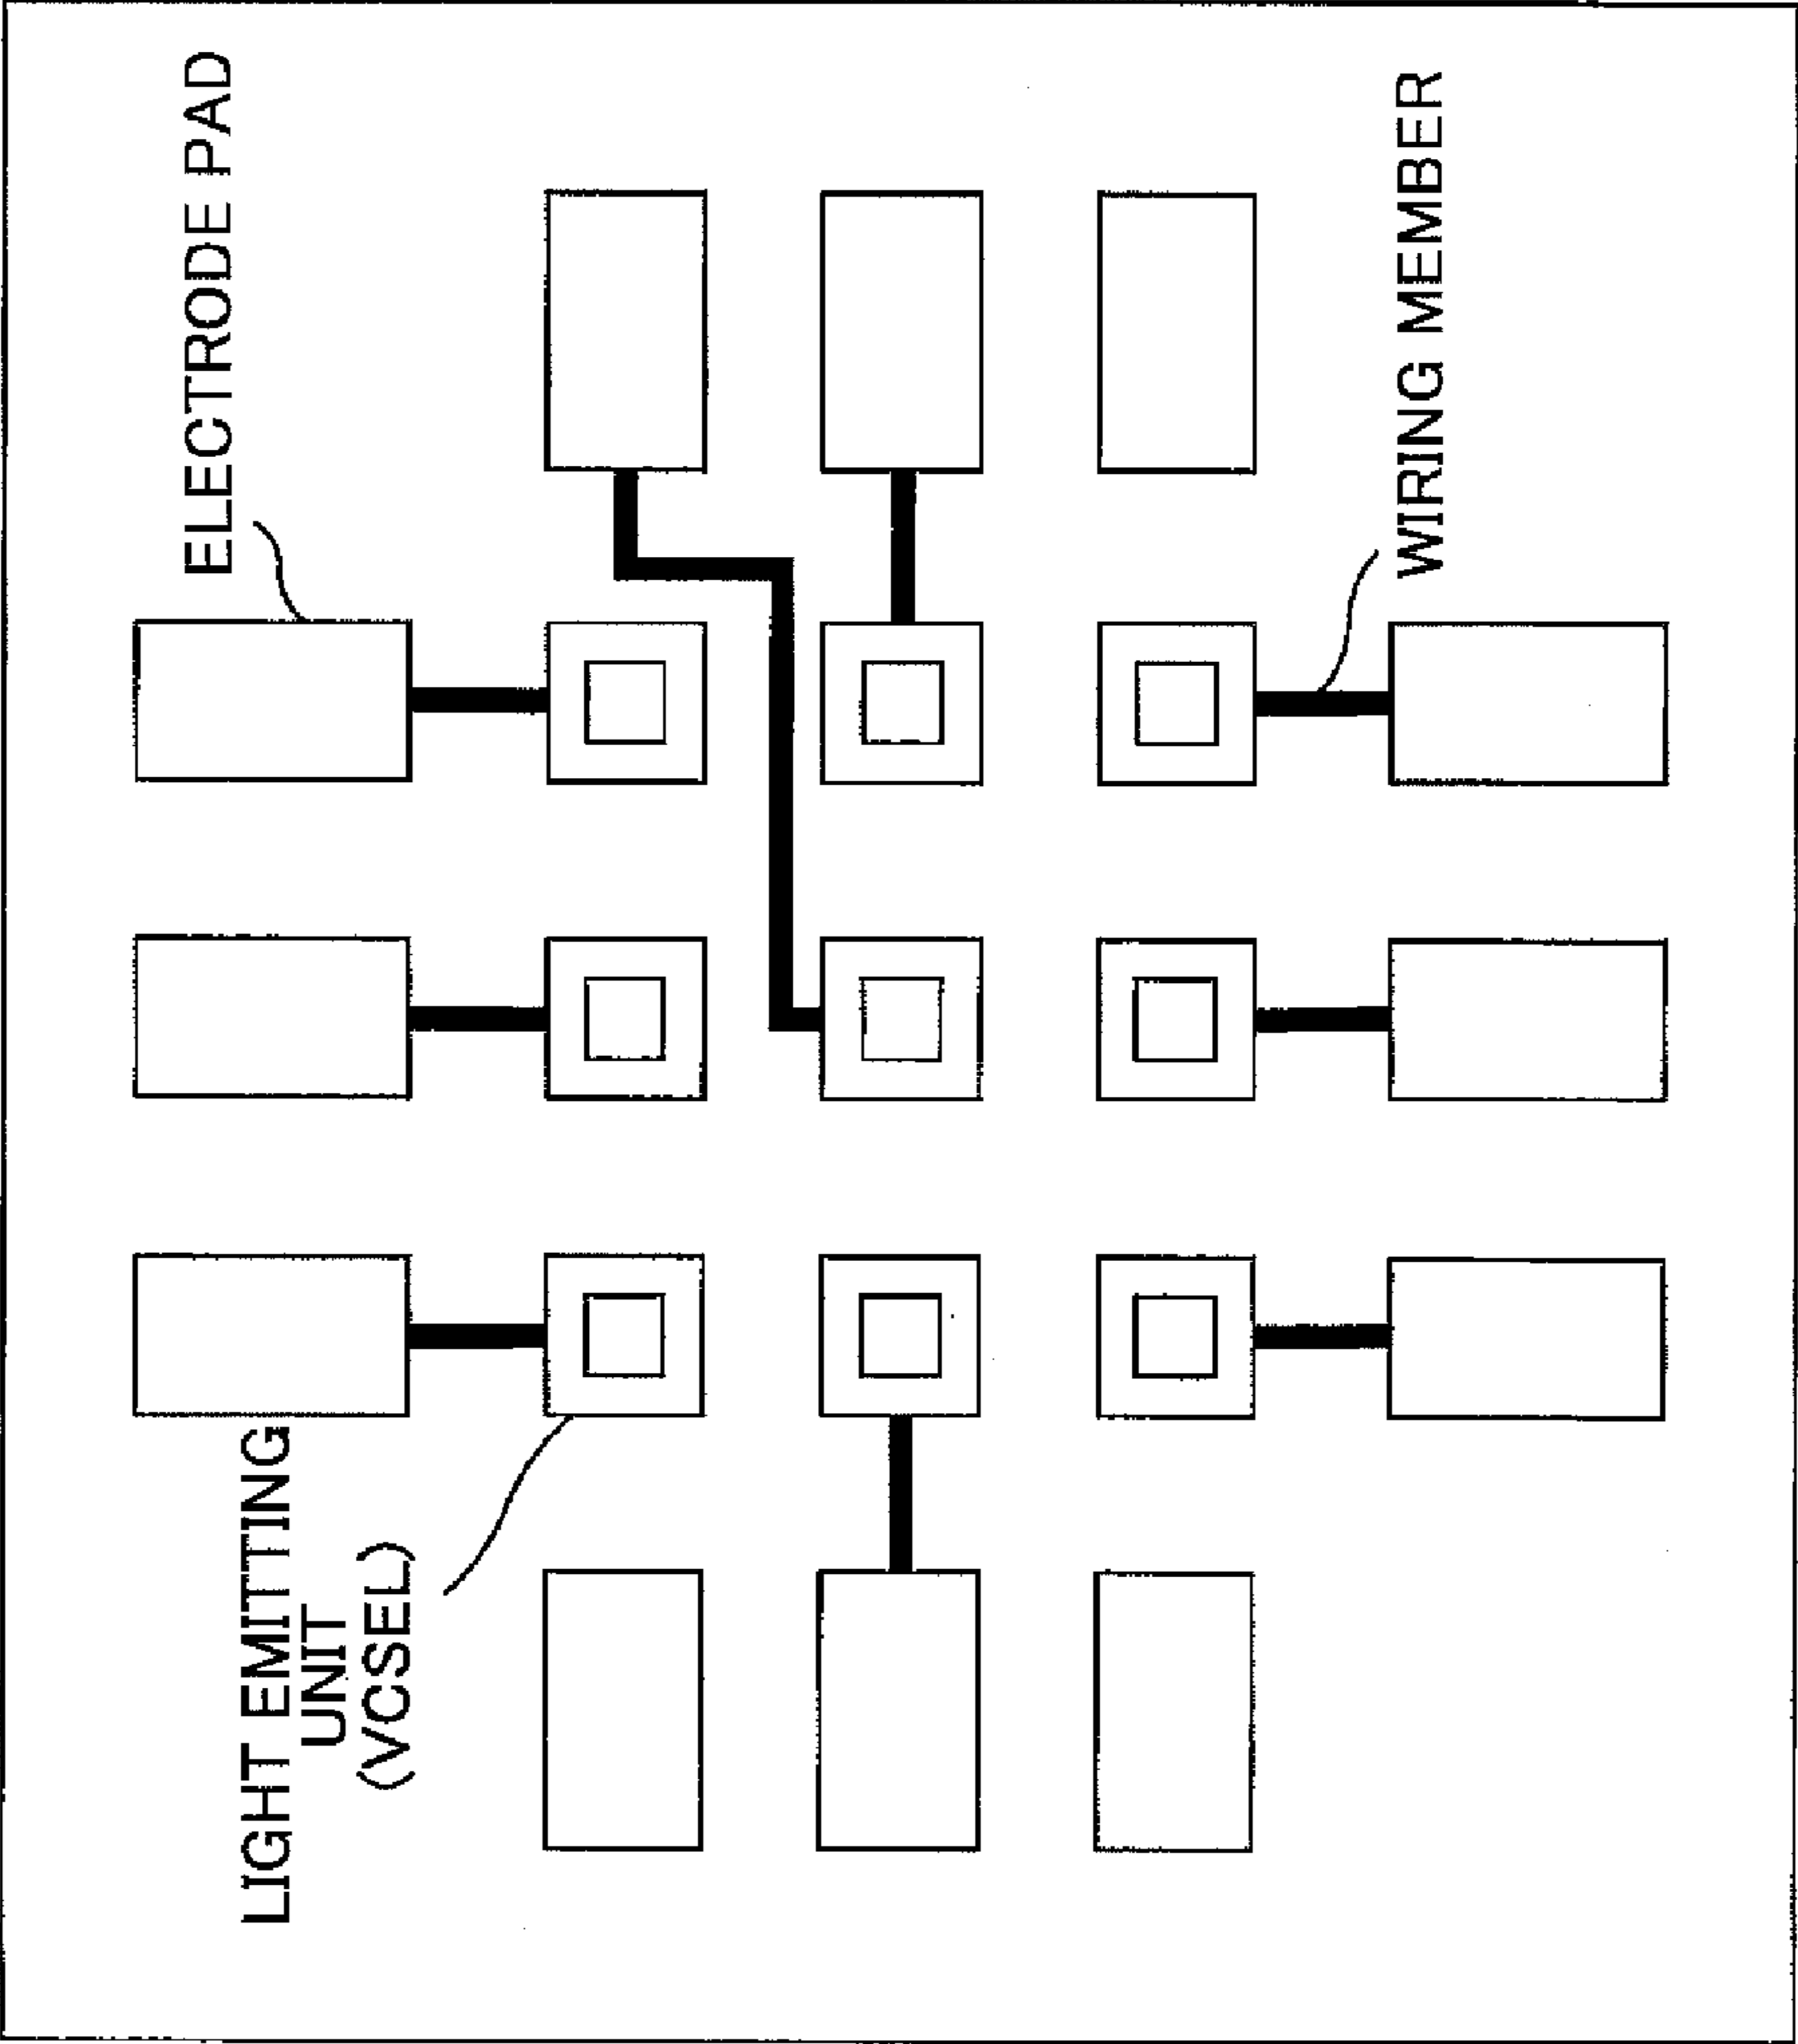 LIGHT EMITTING
UNIT
(VCSEL)
ELECTRODE PAD
WIRING MEMBER